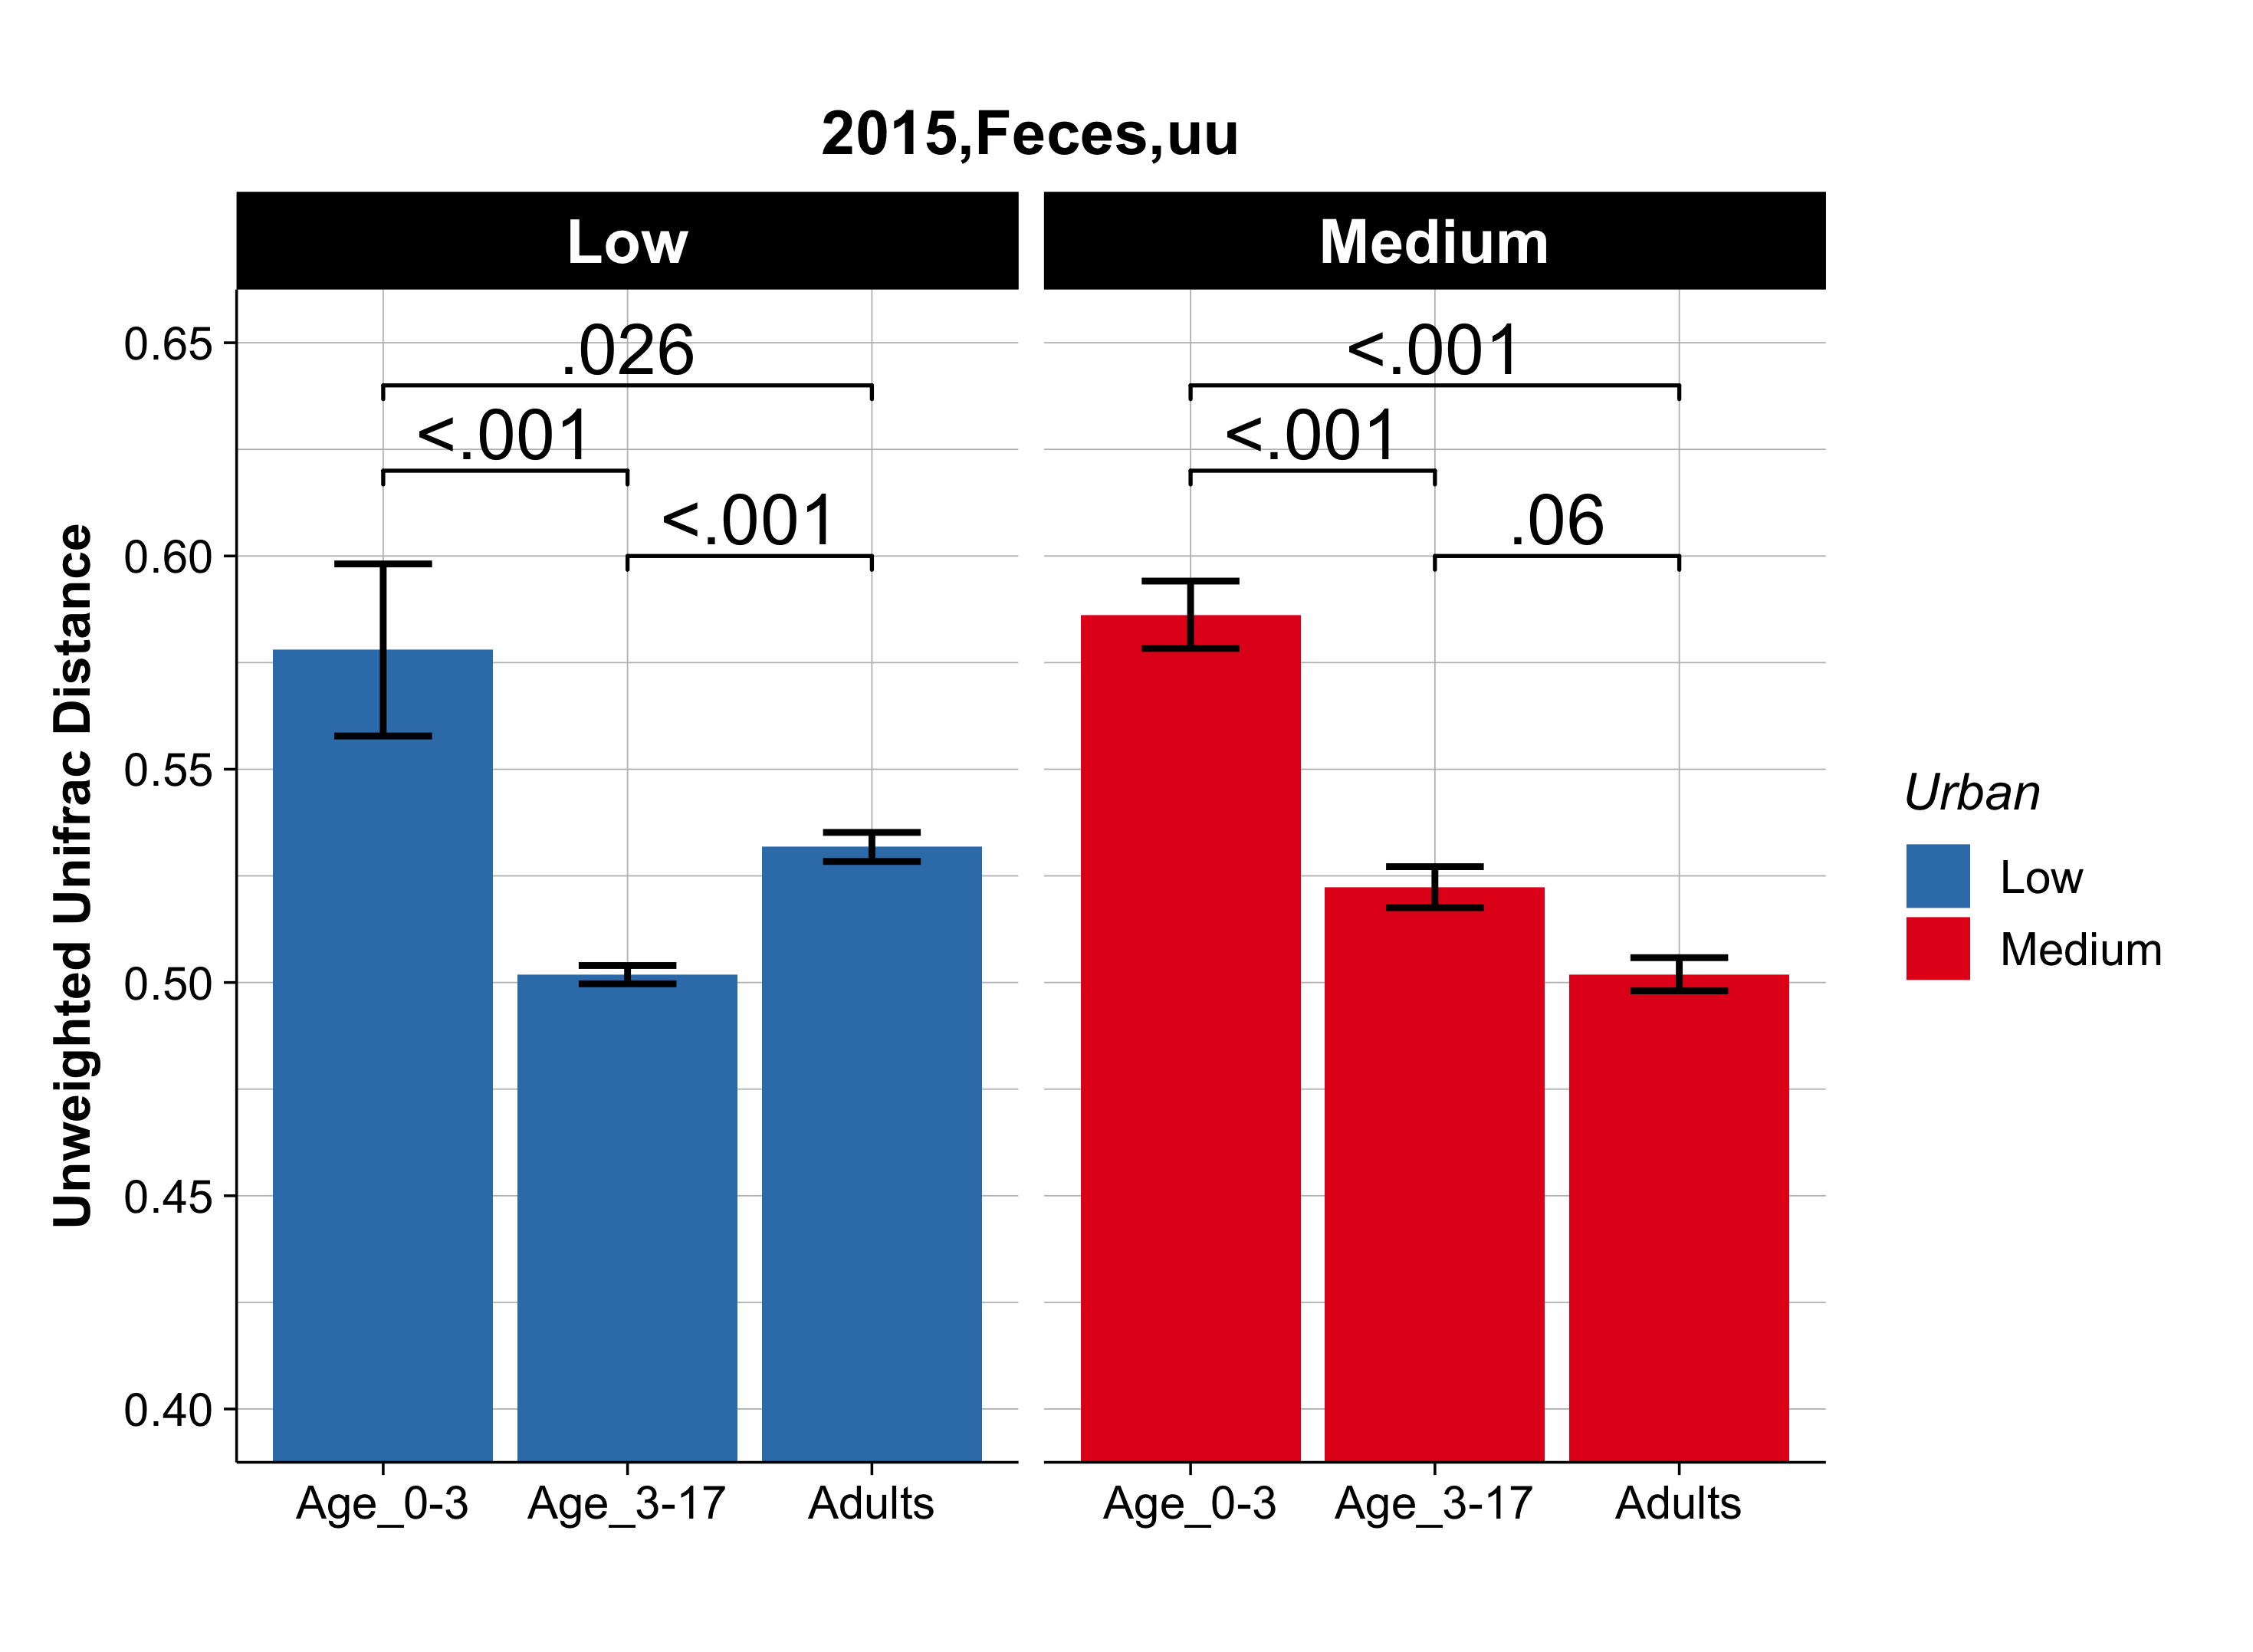 2015,Feces,uu
Low
Medium
.026
<.001
<.001
<.001
<.001
.06
Unweighted Unifrac Distance
0.65
0.60
0.55
0.50
0.45
0.40
Age_0-3
Age_3-17
Adults
Age_0-3
Age_3-17
Adults
Urban
Low
Medium